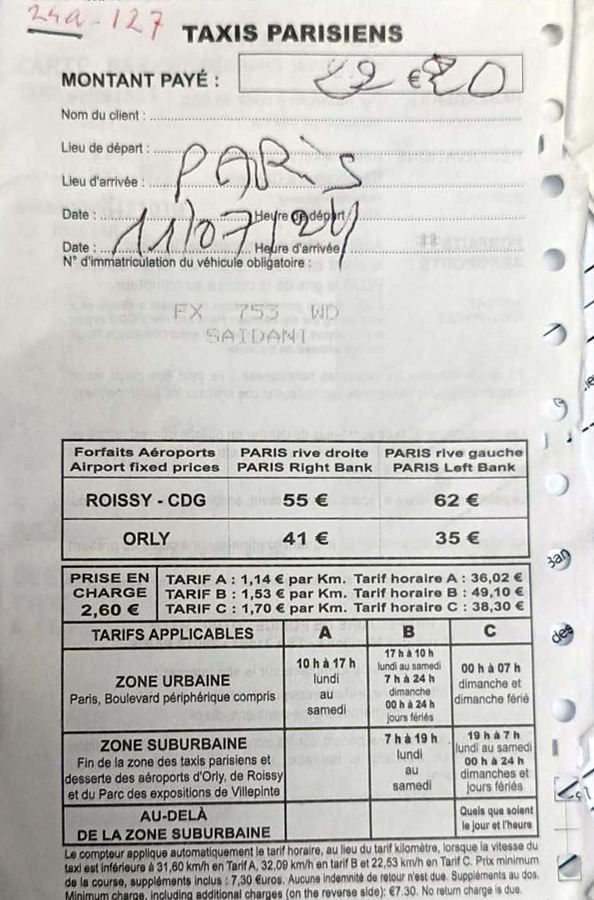 24a-127
TAXIS PARISIENS
MONTANT PAYÉ : 22 € 20
Nom du client :
Lieu de départ :
PARis
Lieu d'arrivée :
Date : 11/07/24 Heure de départ
Date : Heure d'arrivée
N° d'immatriculation du véhicule obligatoire :
FX 753 WD
SAIDANI
Forfaits Aéroports PARIS rive droite PARIS rive gauche
Airport fixed prices PARIS Right Bank PARIS Left Bank
ROISSY - CDG 55 € 62 €
ORLY 41 € 35 €
PRISE EN CHARGE 2,60 €
TARIF A : 1,14 € par Km. Tarif horaire A : 36,02 €
TARIF B : 1,53 € par Km. Tarif horaire B : 49,10 €
TARIF C : 1,70 € par Km. Tarif horaire C : 38,30 €
TARIFS APPLICABLES A B C
ZONE URBAINE
Paris, Boulevard périphérique compris
10 h à 17 h
lundi
au
samedi
17 h à 10 h
lundi au samedi
7 h à 24 h
dimanche
00 h à 24 h
jours fériés
00 h à 07 h
dimanche et
dimanche férié
ZONE SUBURBAINE
Fin de la zone des taxis parisiens et
desserte des aéroports d'Orly, de Roissy
et du Parc des expositions de Villepinte
7 h à 19 h
lundi
au
samedi
19 h à 7 h
lundi au samedi
00 h à 24 h
dimanches et
jours fériés
AU-DELÀ
DE LA ZONE SUBURBAINE
Quels que soient
le jour et l'heure
Le compteur applique automatiquement le tarif horaire, au lieu du tarif kilomètre, lorsque la vitesse du
taxi est inférieure à 31,60 km/h en Tarif A, 32,09 km/h en tarif B et 22,53 km/h en Tarif C. Prix minimum
de la course, suppléments inclus : 7,30 €uros. Aucune indemnité de retour n'est due. Suppléments au dos.
Minimum charge, including additional charges (on the reverse side): €7.30. No return charge is due.
3an
des